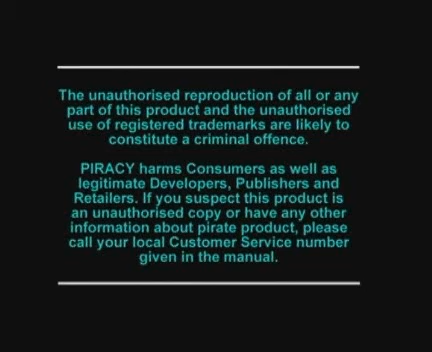 The unauthorised reproduction of all or any
part of this product and the unauthorised
use of registered trademarks are likely to
constitute a criminal offence.
PIRACY harms Consumers as well as
legitimate Developers, Publishers and
Retailers. If you suspect this product is
an unauthorised copy or have any other
information about pirate product, please
call your local Customer Service number
given in the manual.